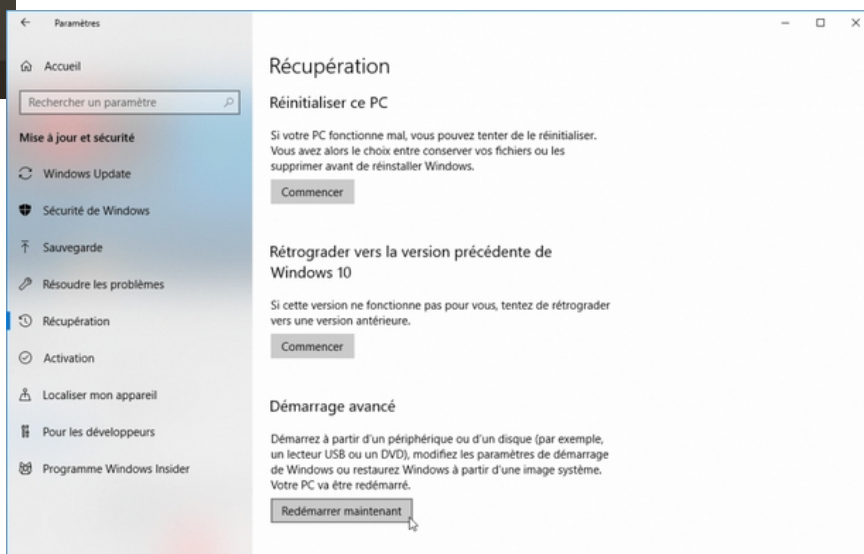 Paramètres
Accueil
Rechercher un paramètre
Mise à jour et sécurité
Windows Update
Sécurité de Windows
Sauvegarde
Résoudre les problèmes
Récupération
Activation
Localiser mon appareil
Pour les développeurs
Programme Windows Insider
Récupération
Réinitialiser ce PC
Si votre PC fonctionne mal, vous pouvez tenter de le réinitialiser.
Vous avez alors le choix entre conserver vos fichiers ou les
supprimer avant de réinstaller Windows.
Commencer
Rétrograder vers la version précédente de
Windows 10
Si cette version ne fonctionne pas pour vous, tentez de rétrograder
vers une version antérieure.
Commencer
Démarrage avancé
Démarrez à partir d'un périphérique ou d'un disque (par exemple,
un lecteur USB ou un DVD), modifiez les paramètres de démarrage
de Windows ou restaurez Windows à partir d'une image système.
Votre PC va être redémarré.
Redémarrer maintenant